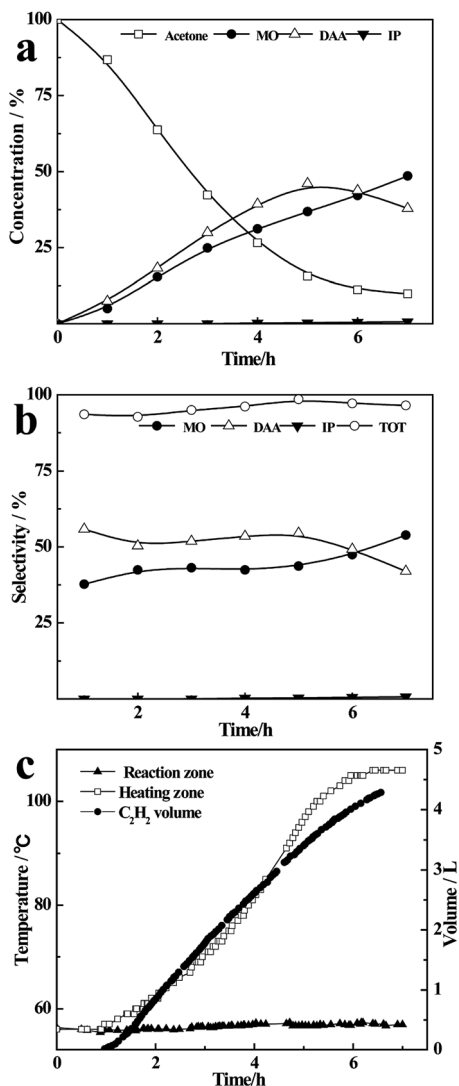 a
Acetone MO DAA IP
Concentration / %
100
75
50
25
0 2 4 6
Time/h
b
MO DAA IP TOT
Selectivity / %
100
75
50
25
2 4 6
Time/h
c
Reaction zone
Heating zone
C₂H₂ volume
Temperature /℃
100
80
60
Volume / L
5
4
3
2
1
0
0 2 4 6
Time/h